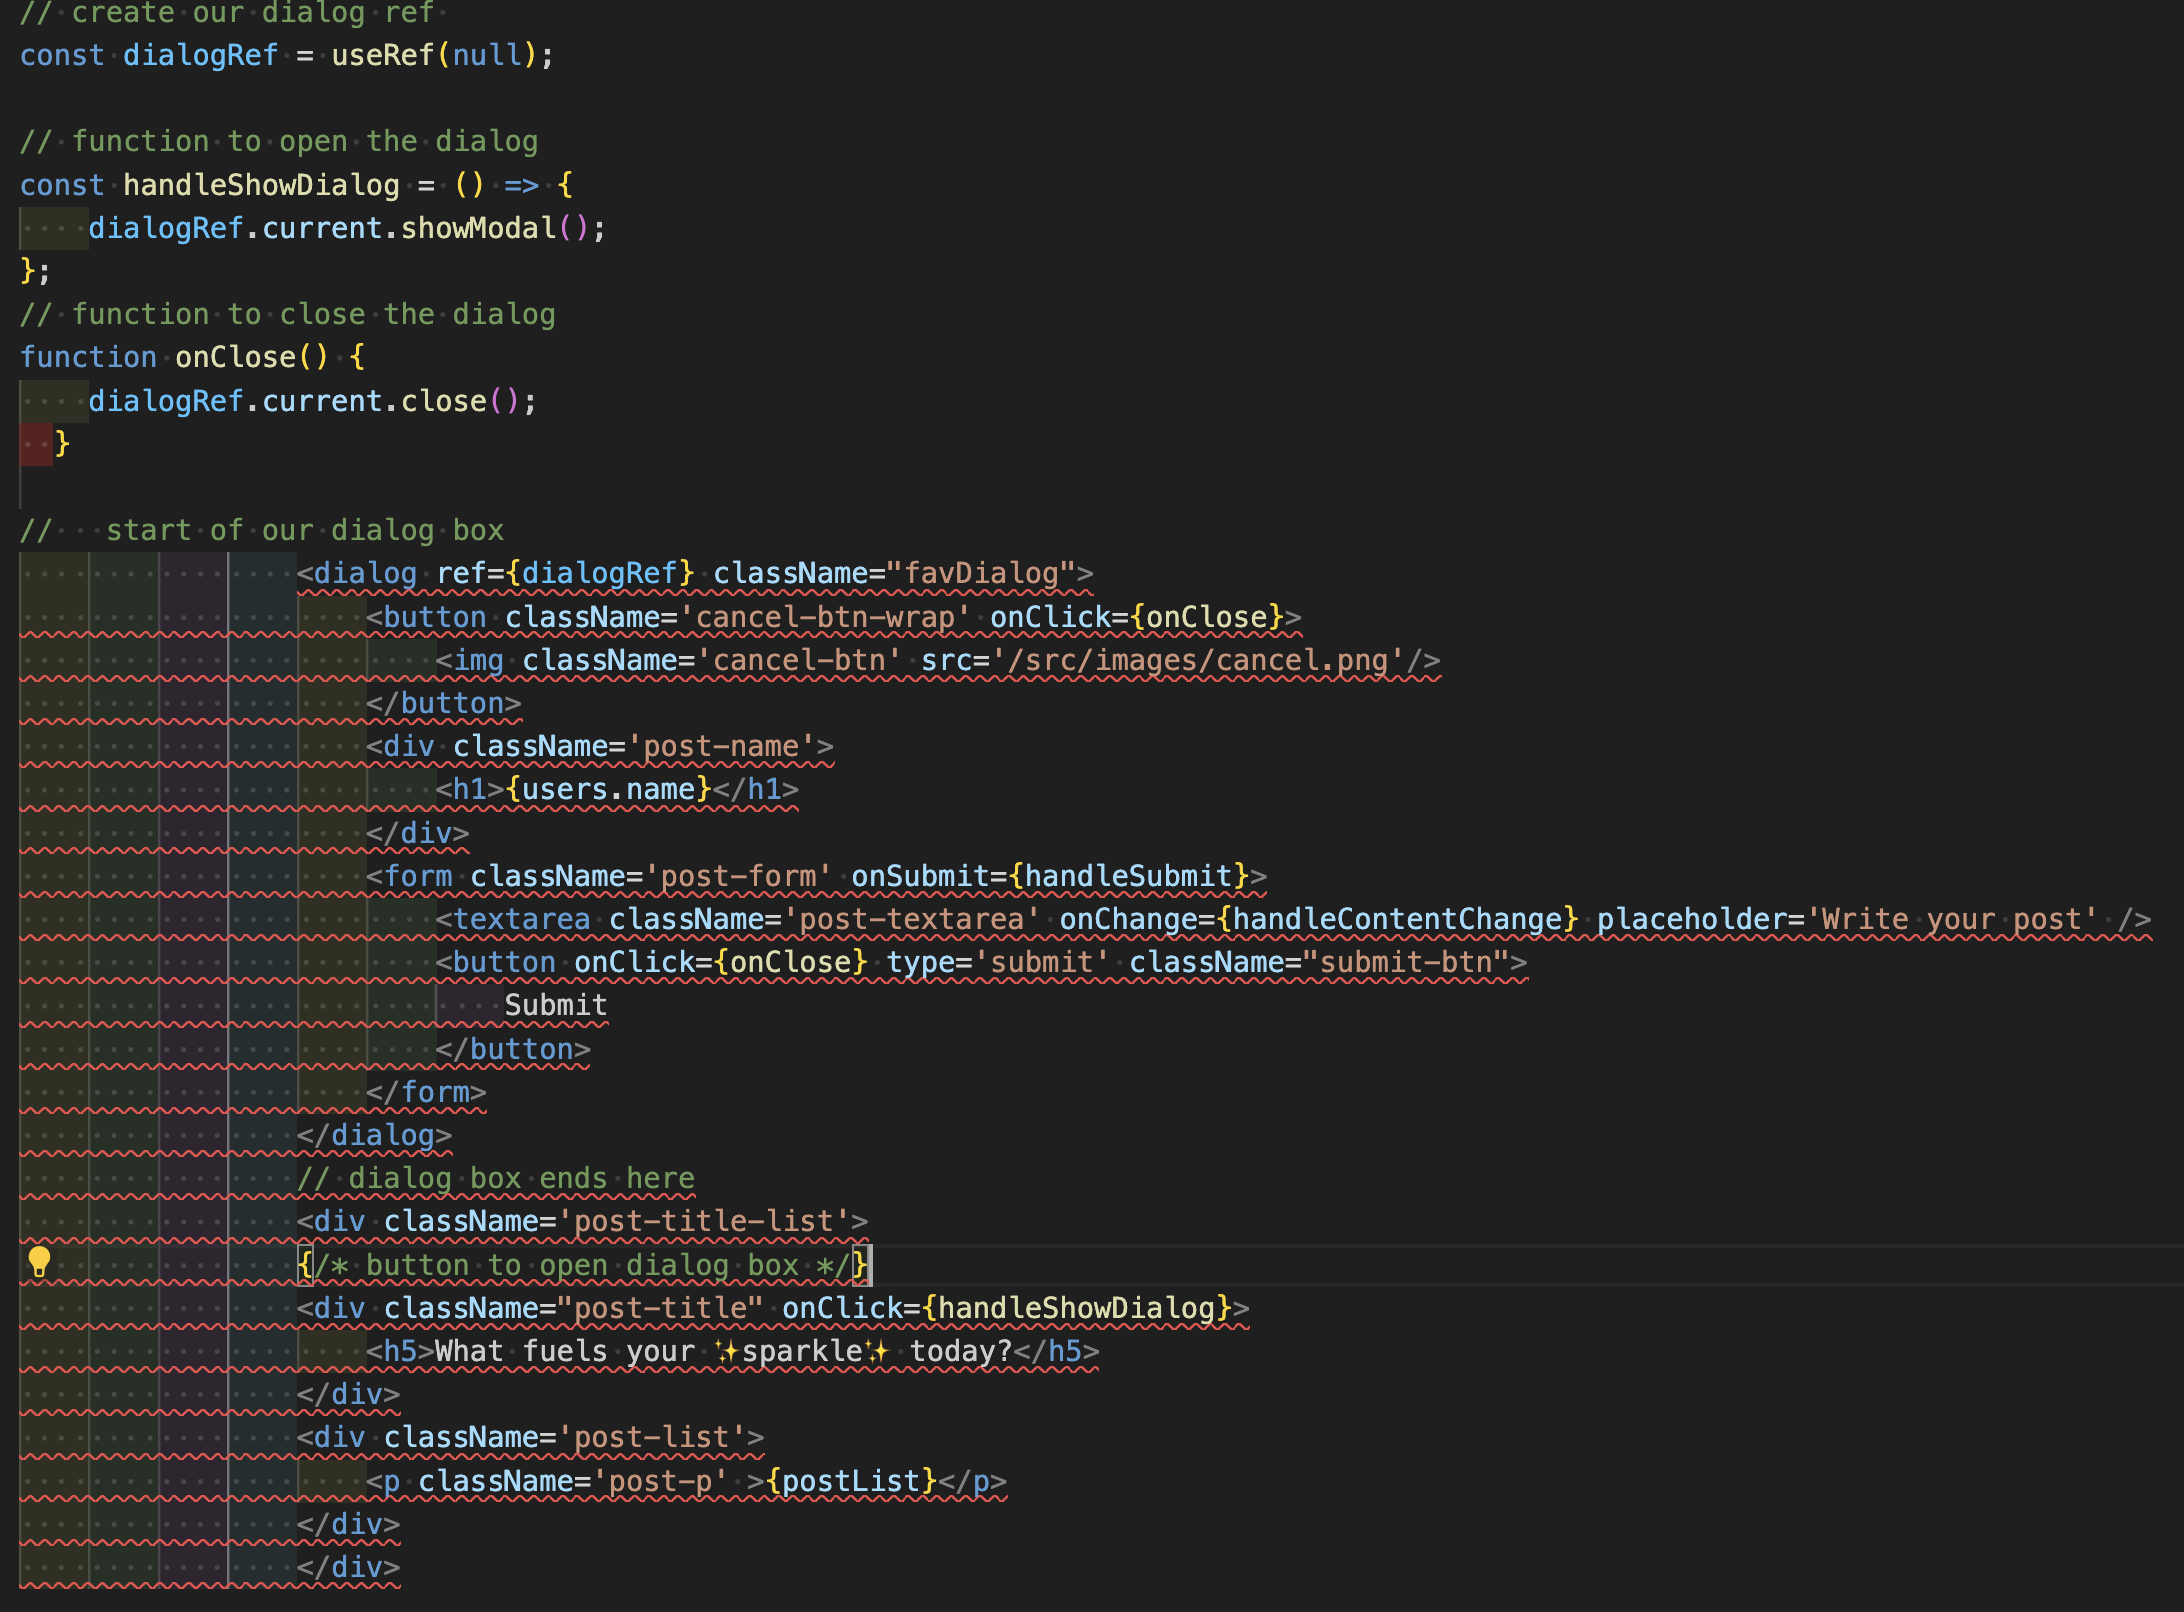 // create our dialog ref
const dialogRef = useRef(null);
// function to open the dialog
const handleShowDialog = () => {
    dialogRef.current.showModal();
};
// function to close the dialog
function onClose() {
    dialogRef.current.close();
  }
//   start of our dialog box
                <dialog ref={dialogRef} className="favDialog">
                    <button className='cancel-btn-wrap' onClick={onClose}>
                        <img className='cancel-btn' src='/src/images/cancel.png'/>
                    </button>
                    <div className='post-name'>
                        <h1>{users.name}</h1>
                    </div>
                    <form className='post-form' onSubmit={handleSubmit}>
                        <textarea className='post-textarea' onChange={handleContentChange} placeholder='Write your post' />
                        <button onClick={onClose} type='submit' className="submit-btn">
                            Submit
                        </button>
                    </form>
                </dialog>
                // dialog box ends here
                <div className='post-title-list'>
                {/* button to open dialog box */}
                <div className="post-title" onClick={handleShowDialog}>
                    <h5>What fuels your ✨sparkle✨ today?</h5>
                </div>
                <div className='post-list'>
                    <p className='post-p' >{postList}</p>
                </div>
                </div>